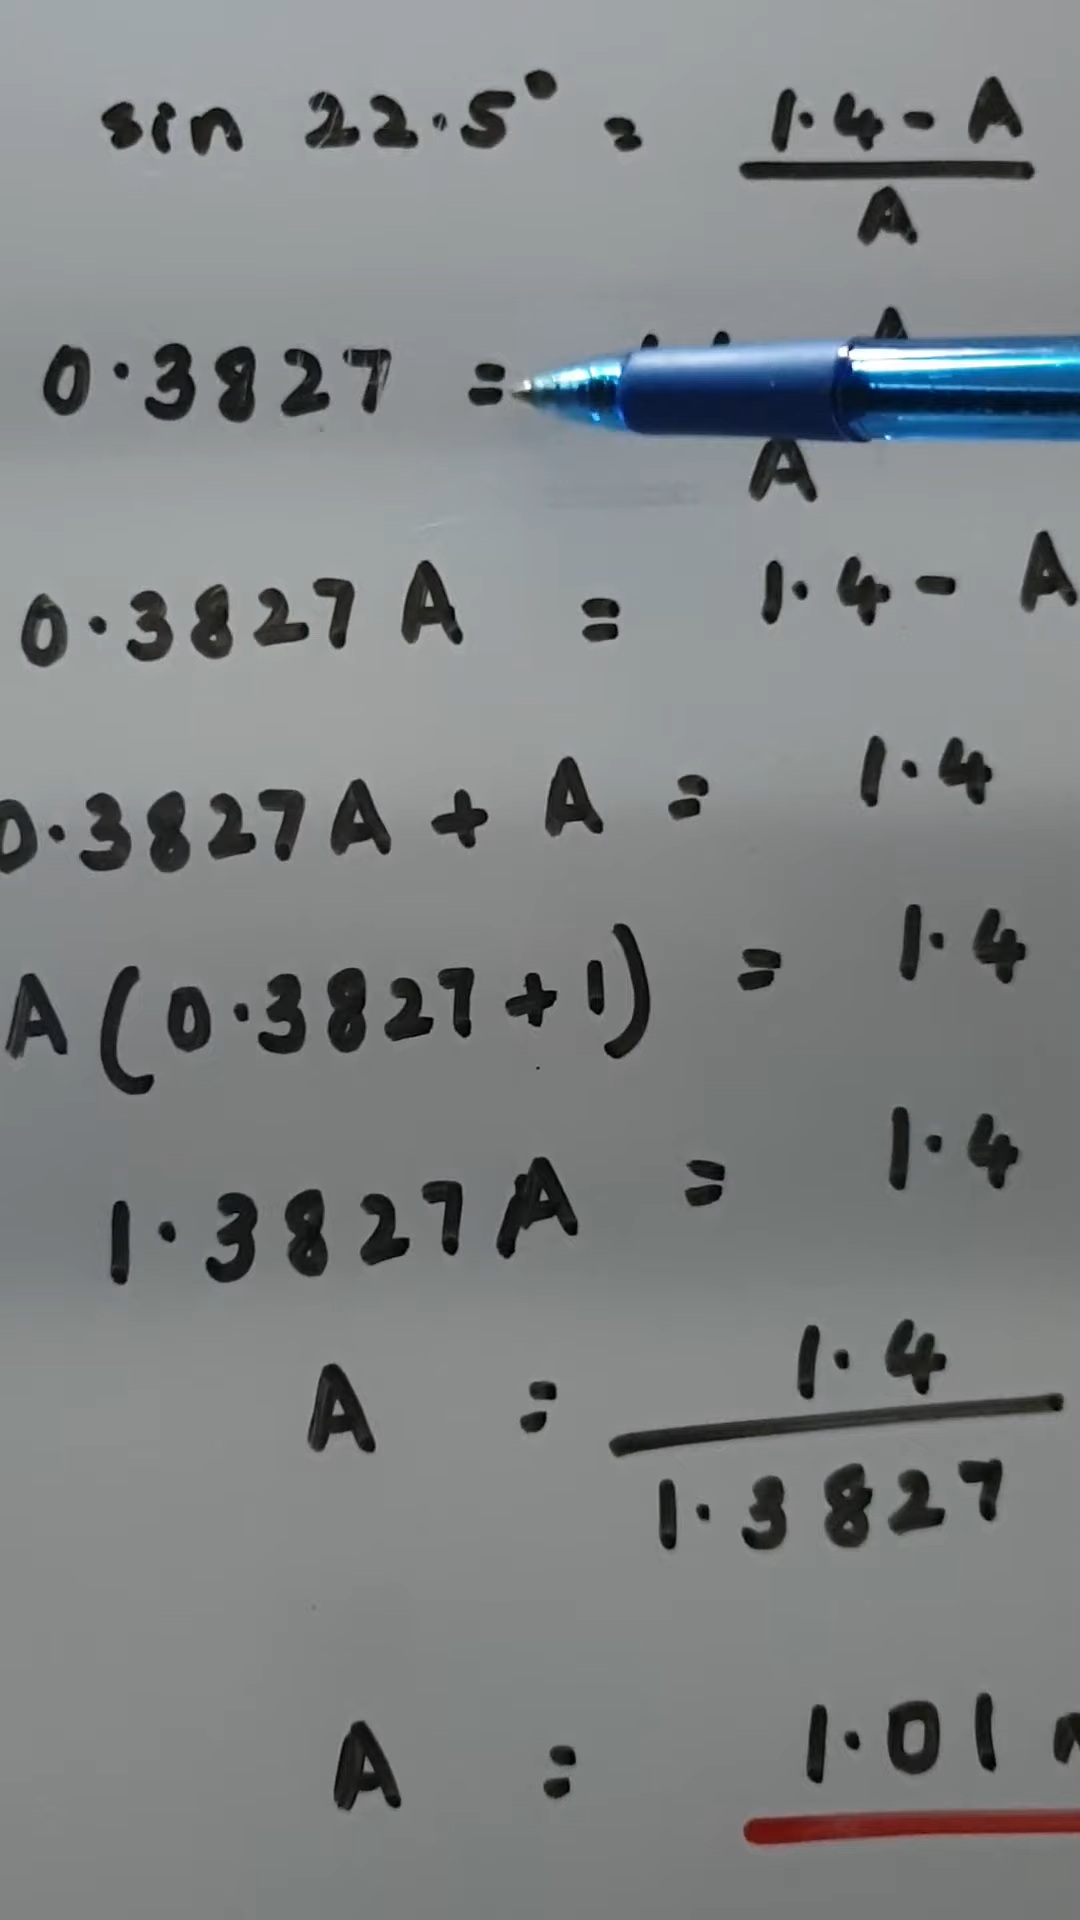 sin 22.5° = 1.4 - A
A
0.3827 =
A
0.3827 A = 1.4 - A
0.3827A + A = 1.4
A (0.3827 + 1) = 1.4
1.3827 A = 1.4
A = 1.4
1.3827
A = 1.01